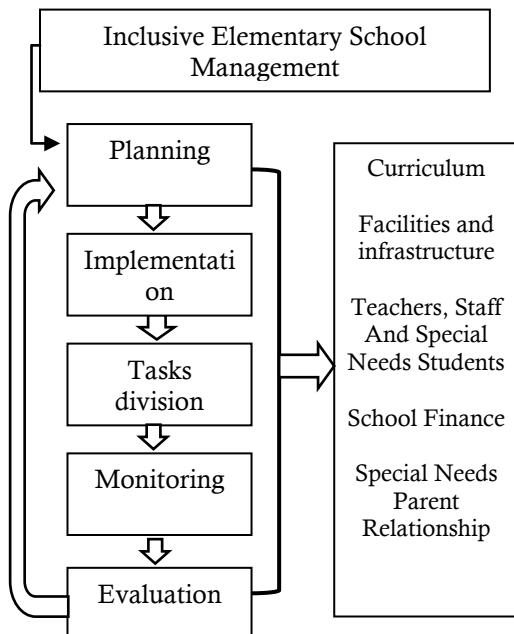 Inclusive Elementary School
Management
Planning
Implementati
on
Tasks
division
Monitoring
Evaluation
Curriculum
Facilities and
infrastructure
Teachers, Staff
And Special
Needs Students
School Finance
Special Needs
Parent
Relationship